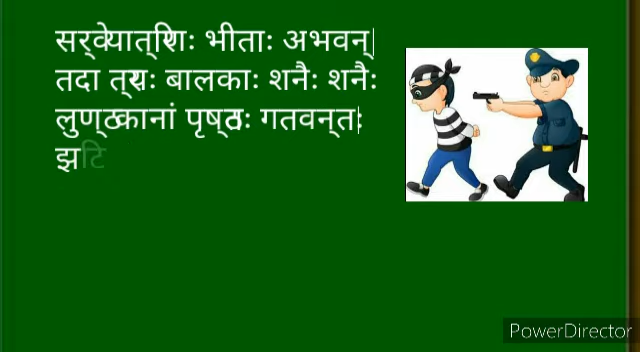 सर्वे यात्रिणः भीताः अभवन्|
तदा त्रयः बालकाः शनैः शनैः
लुण्ठकानां पृष्ठतः गतवन्तः|
झटि
PowerDirector